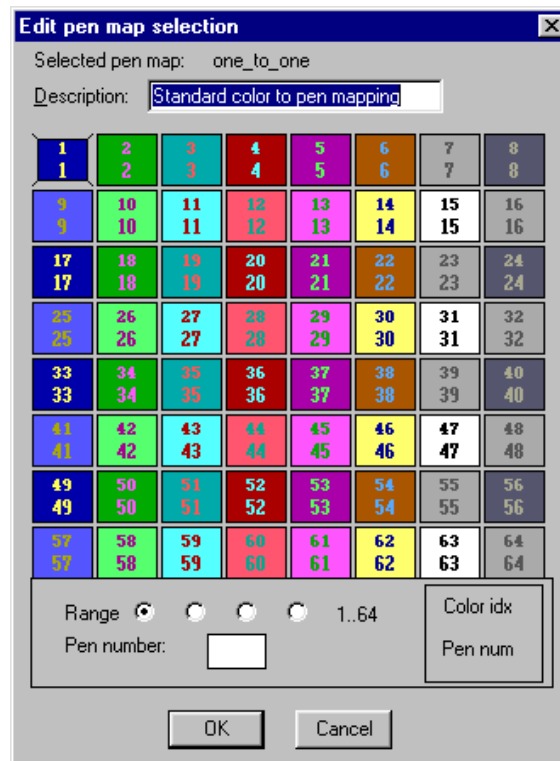 Edit pen map selection
Selected pen map: one_to_one
Description: Standard color to pen mapping
1 2 3 4 5 6 7 8
1 2 3 4 5 6 7 8
9 10 11 12 13 14 15 16
9 10 11 12 13 14 15 16
17 18 19 20 21 22 23 24
17 18 19 20 21 22 23 24
25 26 27 28 29 30 31 32
25 26 27 28 29 30 31 32
33 34 35 36 37 38 39 40
33 34 35 36 37 38 39 40
41 42 43 44 45 46 47 48
41 42 43 44 45 46 47 48
49 50 51 52 53 54 55 56
49 50 51 52 53 54 55 56
57 58 59 60 61 62 63 64
57 58 59 60 61 62 63 64
Range 1..64 Color idx
Pen number: Pen num
OK Cancel